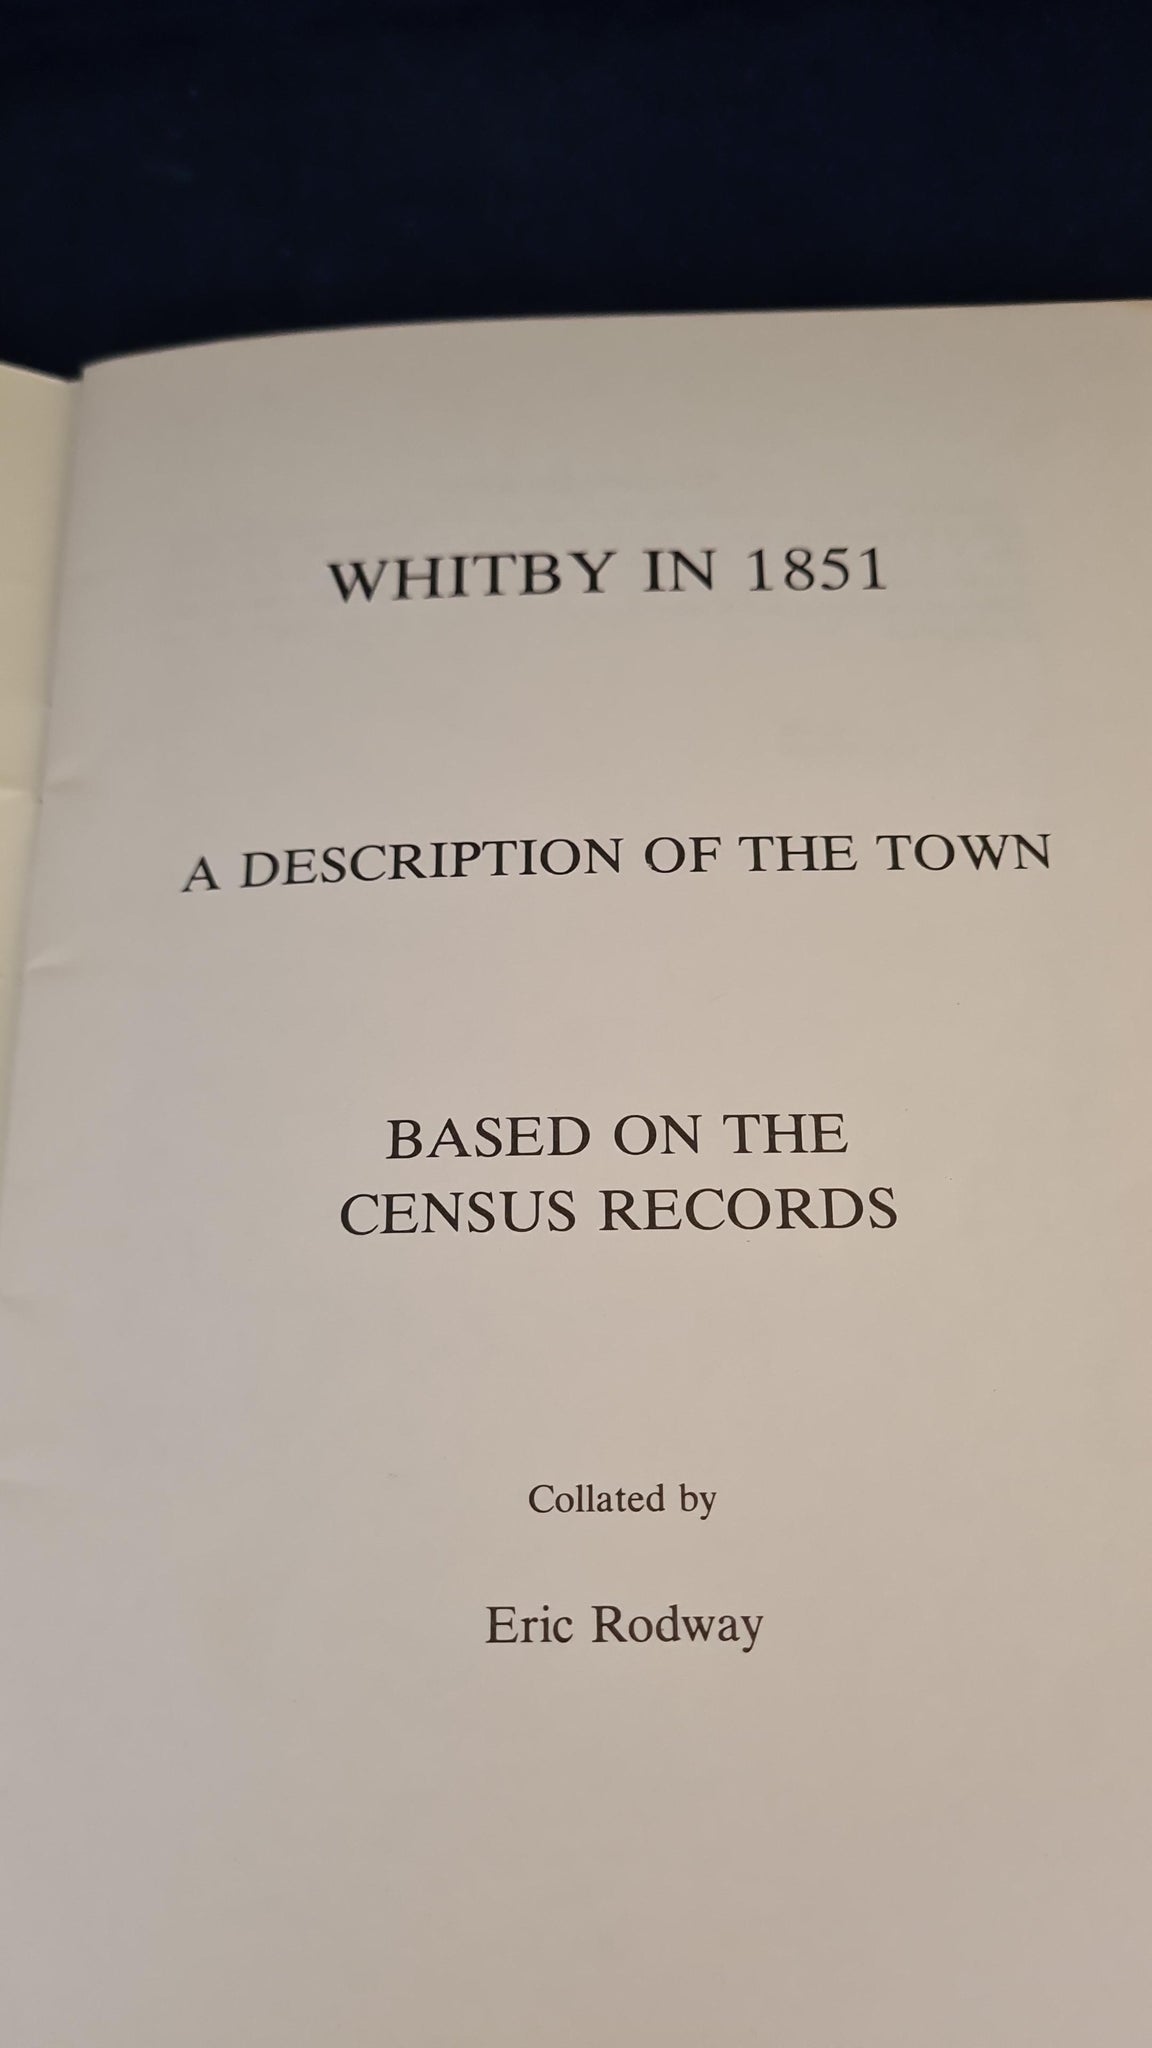 WHITBY IN 1851
A DESCRIPTION OF THE TOWN
BASED ON THE
CENSUS RECORDS
Collated by
Eric Rodway